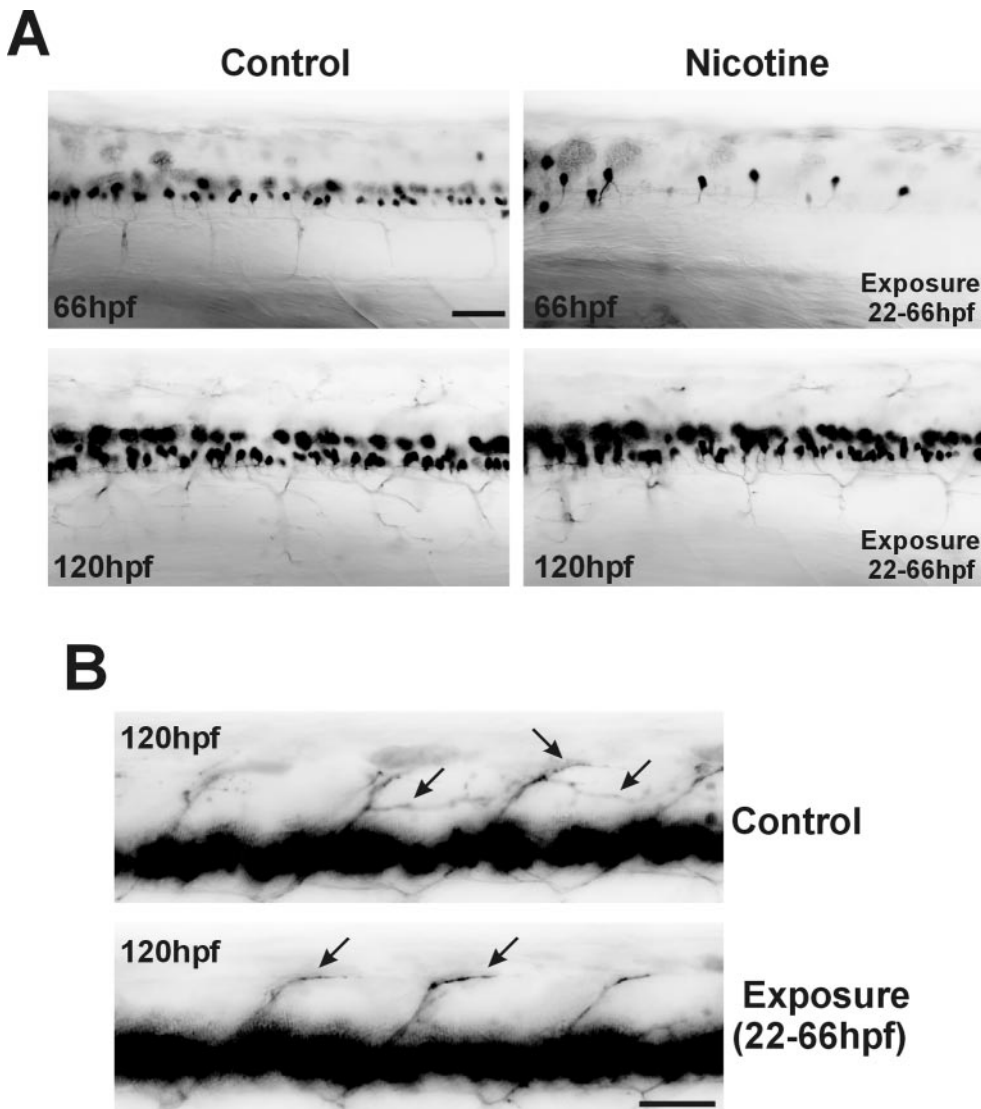 A
Control
Nicotine
66hpf
66hpf
Exposure
22-66hpf
120hpf
120hpf
Exposure
22-66hpf
B
120hpf
Control
120hpf
Exposure
(22-66hpf)